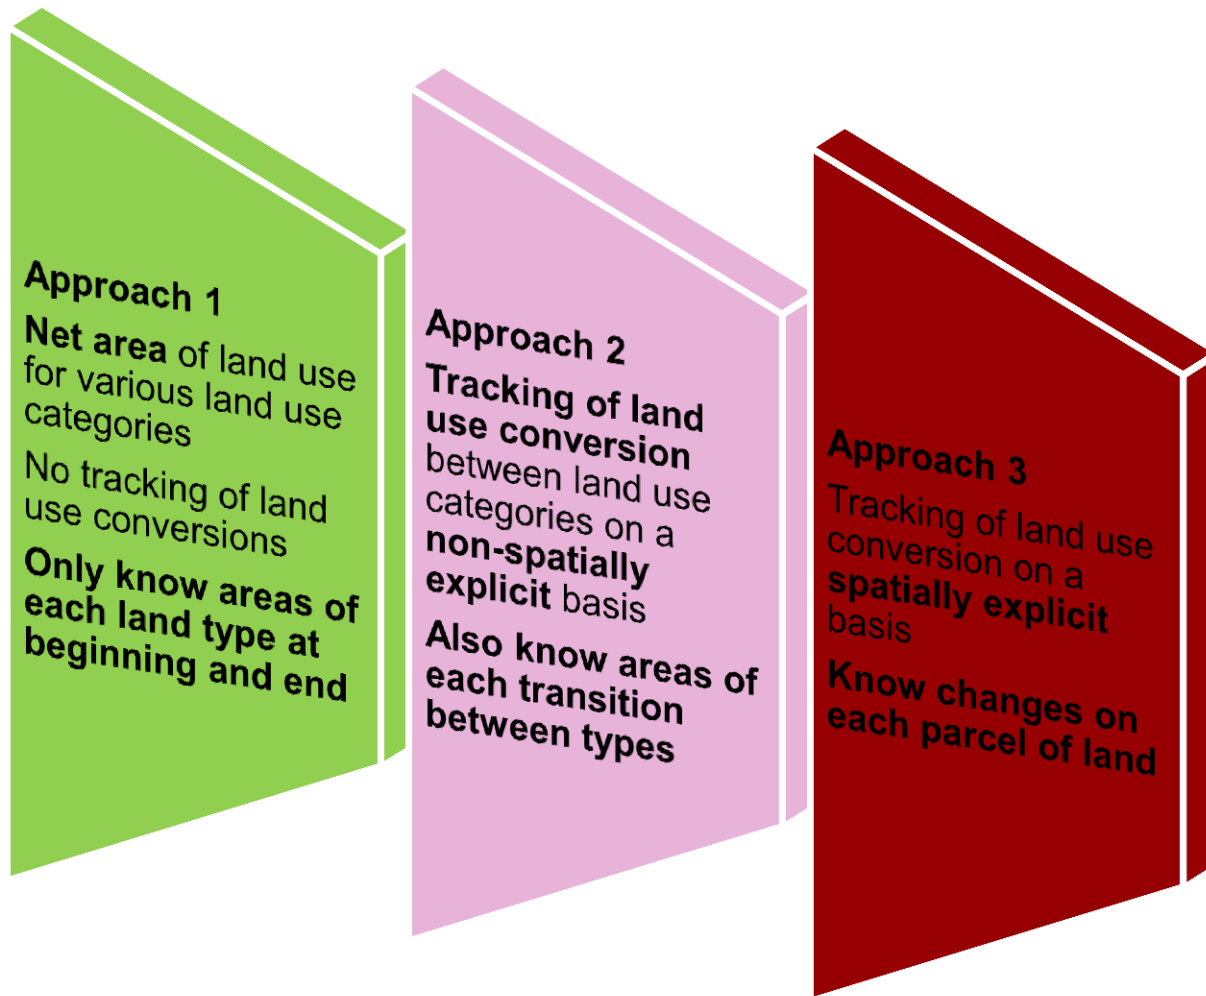 Approach 1
Net area of land use
for various land use
categories
No tracking of land
use conversions
Only know areas of
each land type at
beginning and end
Approach 2
Tracking of land
use conversion
between land use
categories on a
non-spatially
explicit basis
Also know areas of
each transition
between types
Approach 3
Tracking of land use
conversion on a
spatially explicit
basis
Know changes on
each parcel of land